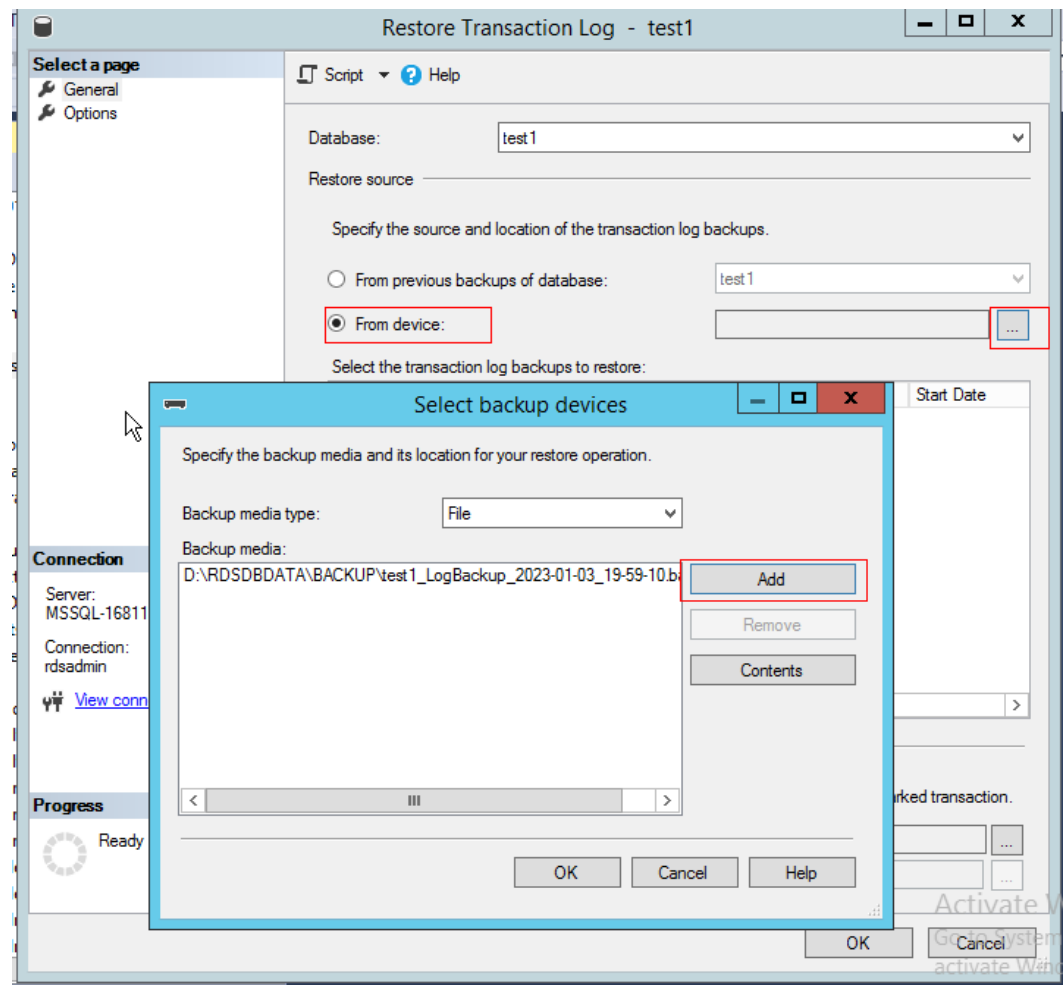 Restore Transaction Log - test1
Select a page
General
Options
Script Help
Database: test1
Restore source
Specify the source and location of the transaction log backups.
From previous backups of database: test1
From device: ...
Select the transaction log backups to restore:
Start Date
Select backup devices
Specify the backup media and its location for your restore operation.
Backup media type: File
Backup media:
D:\RDSDBDATA\BACKUP\test1_LogBackup_2023-01-03_19-59-10.ba
Add
Remove
Contents
OK Cancel Help
Connection
Server:
MSSQL-16811
Connection:
rdsadmin
View conn
Progress
Ready
rked transaction.
...
...
OK Cancel
Activate W
Go to System
activate Wind